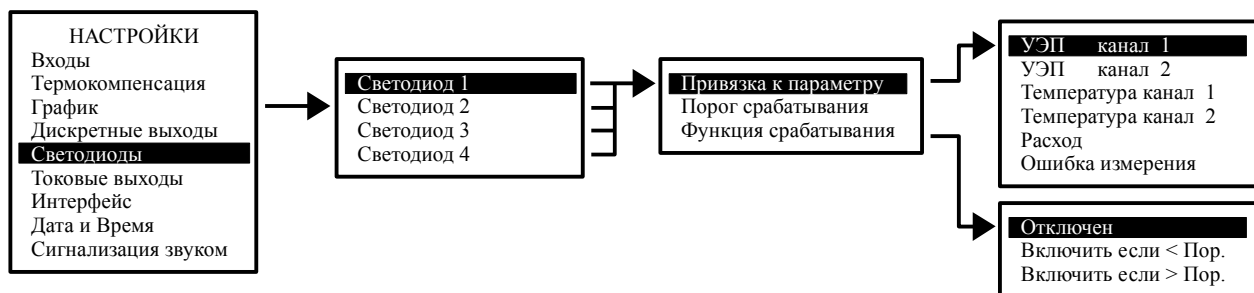 НАСТРОЙКИ
Входы
Термокомпенсация
График
Дискретные выходы
Светодиоды
Токовые выходы
Интерфейс
Дата и Время
Сигнализация звуком
Светодиод 1
Светодиод 2
Светодиод 3
Светодиод 4
Привязка к параметру
Порог срабатывания
Функция срабатывания
УЭП канал 1
УЭП канал 2
Температура канал 1
Температура канал 2
Расход
Ошибка измерения
Отключен
Включить если < Пор.
Включить если > Пор.